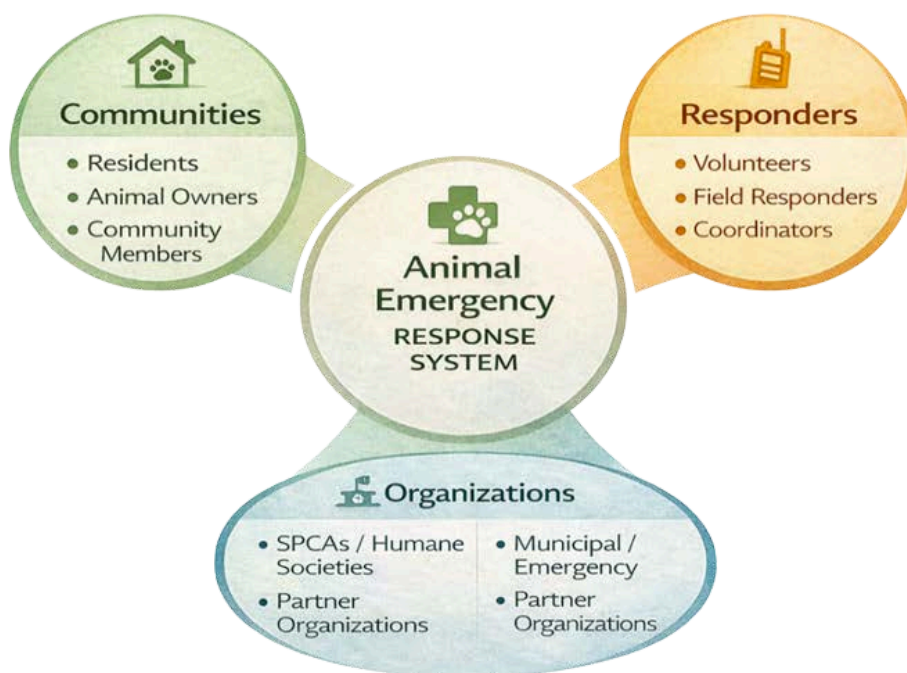 Communities
• Residents
• Animal Owners
• Community
Members
Responders
• Volunteers
• Field Responders
• Coordinators
Animal
Emergency
RESPONSE
SYSTEM
Organizations
• SPCAs / Humane
Societies
• Partner
Organizations
• Municipal /
Emergency
• Partner
Organizations